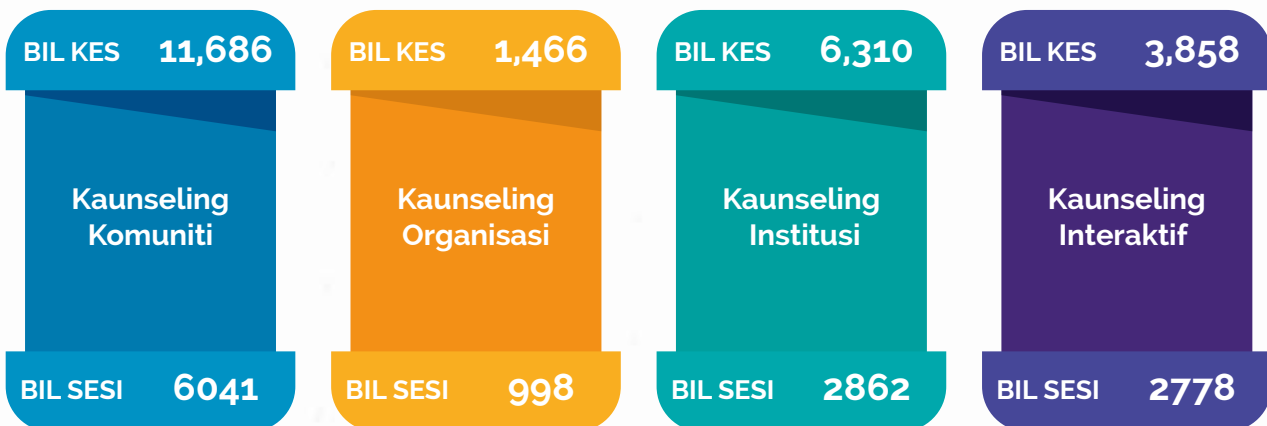 BIL KES 11,686
Kaunseling
Komuniti
BIL SESI 6041
BIL KES 1,466
Kaunseling
Organisasi
BIL SESI 998
BIL KES 6,310
Kaunseling
Institusi
BIL SESI 2862
BIL KES 3,858
Kaunseling
Interaktif
BIL SESI 2778